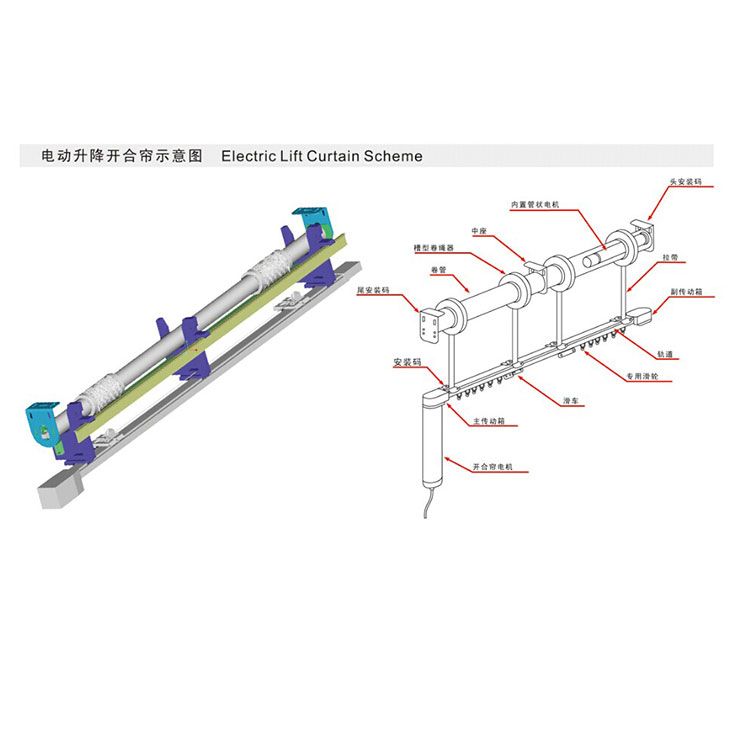 电动升降开合帘示意图 Electric Lift Curtain Scheme
头安装码
内置管状电机
中座
槽型卷绳器
拉带
卷管
尾安装码
副传动箱
轨道
安装码
专用滑轮
滑车
主传动箱
开合帘电机